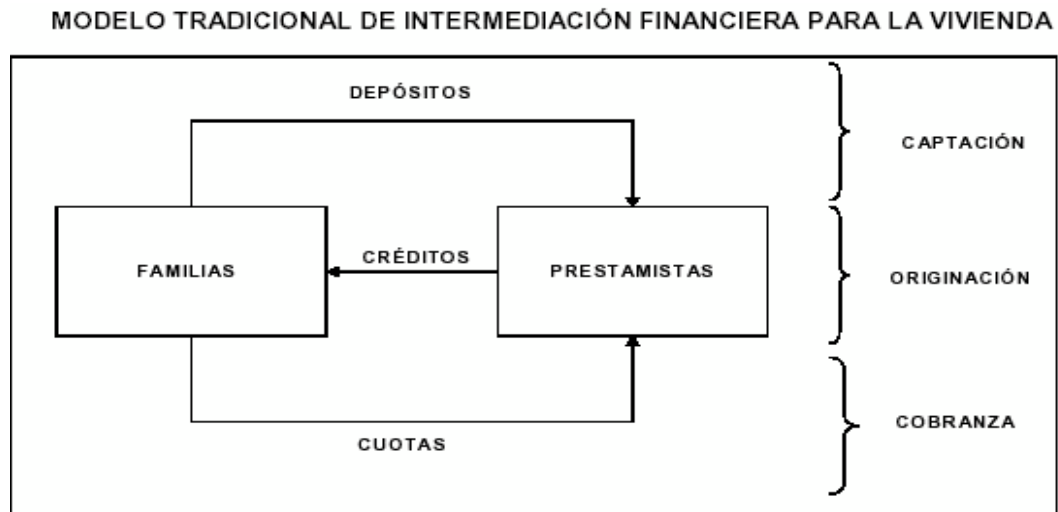 MODELO TRADICIONAL DE INTERMEDIACIÓN FINANCIERA PARA LA VIVIENDA
DEPÓSITOS
CAPTACIÓN
FAMILIAS
CRÉDITOS
PRESTAMISTAS
ORIGINACIÓN
CUOTAS
COBRANZA